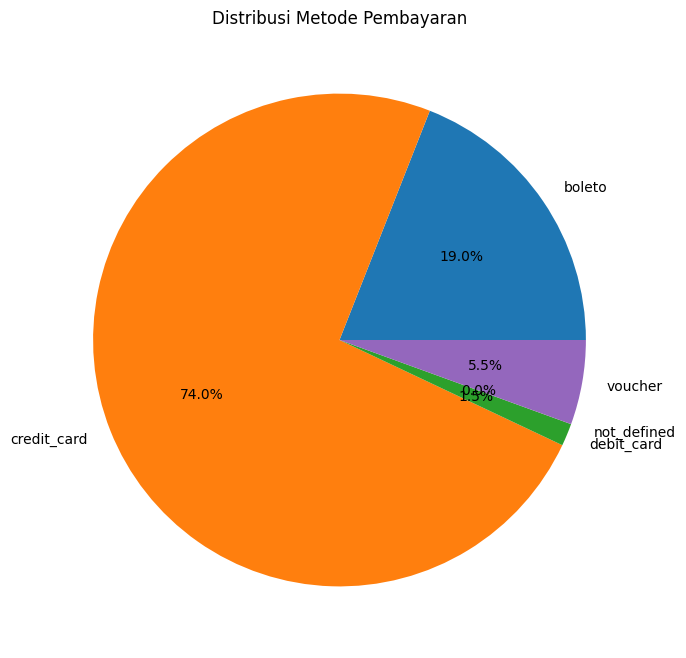 Distribusi Metode Pembayaran
boleto
19.0%
5.5%
voucher
0.0%
1.5%
74.0%
not_defined
debit_card
credit_card